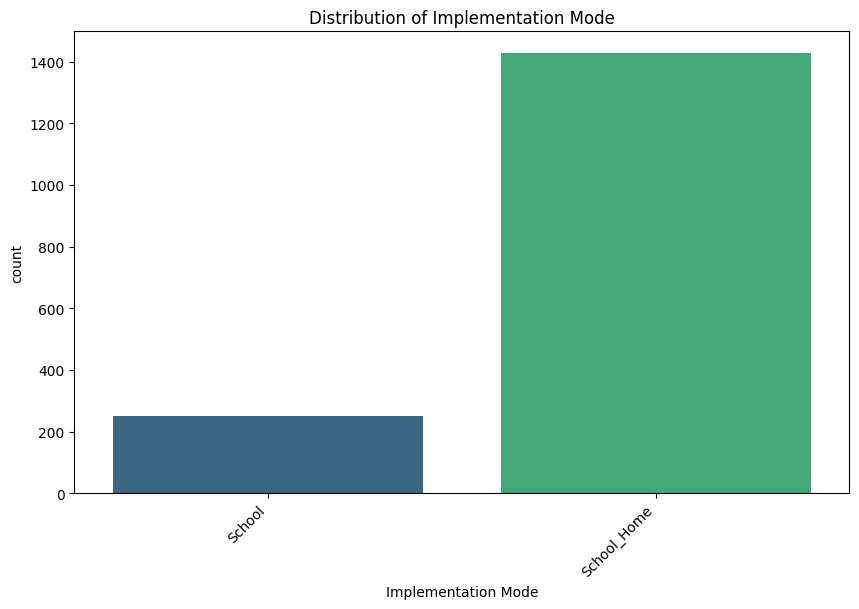 Distribution of Implementation Mode
1400
1200
1000
800
600
400
200
0
count
School
School_Home
Implementation Mode